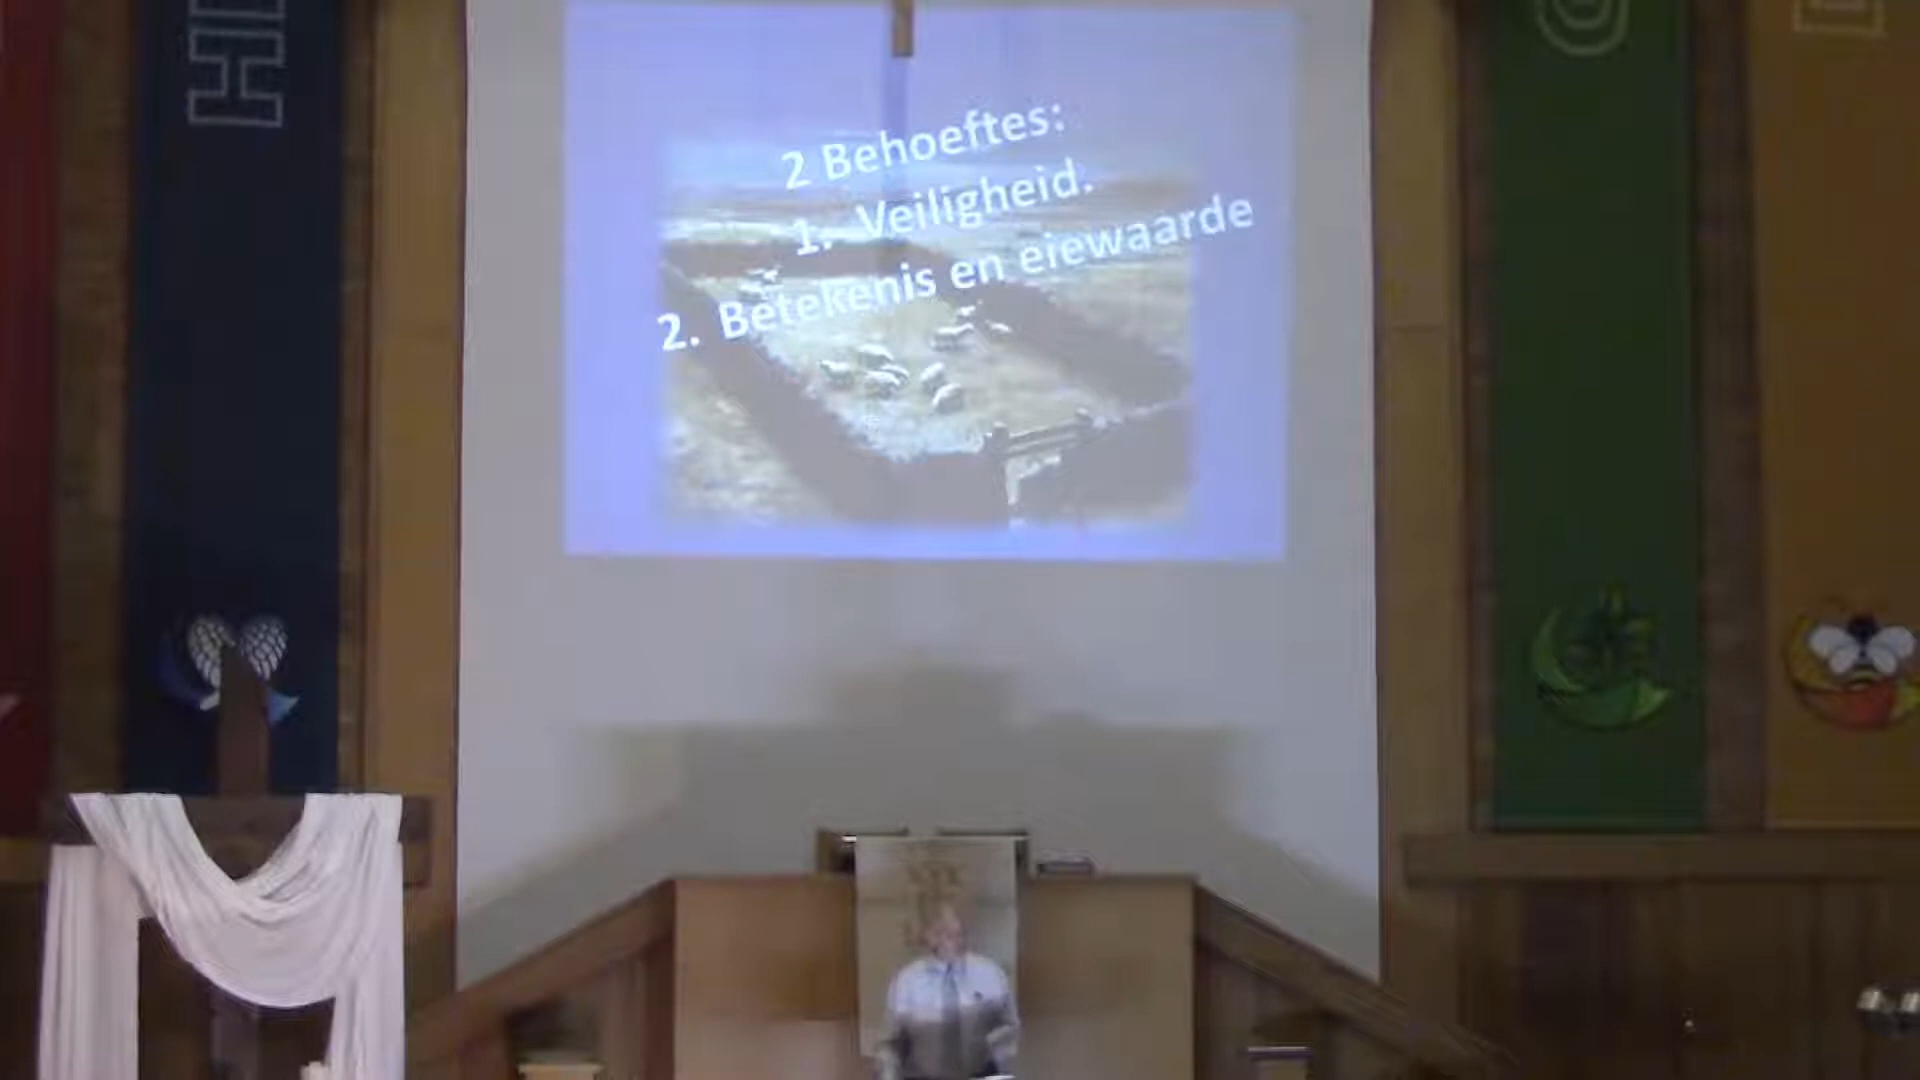 2 Behoeftes:
1. Veiligheid.
2. Betekenis en eiewaarde